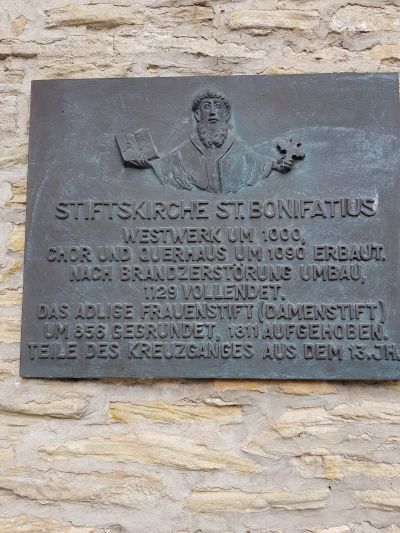 STIFTSKIRCHE ST. BONIFATIUS
WESTWERK UM 1000,
CHOR UND QUERHAUS UM 1090 ERBAUT.
NACH BRANDZERSTÖRUNG UMBAU,
1129 VOLLENDET.
DAS ADLIGE FRAUENSTIFT (DAMENSTIFT)
UM 856 GEGRÜNDET, 1811 AUFGEHOBEN.
TEILE DES KREUZGANGES AUS DEM 13. JH.